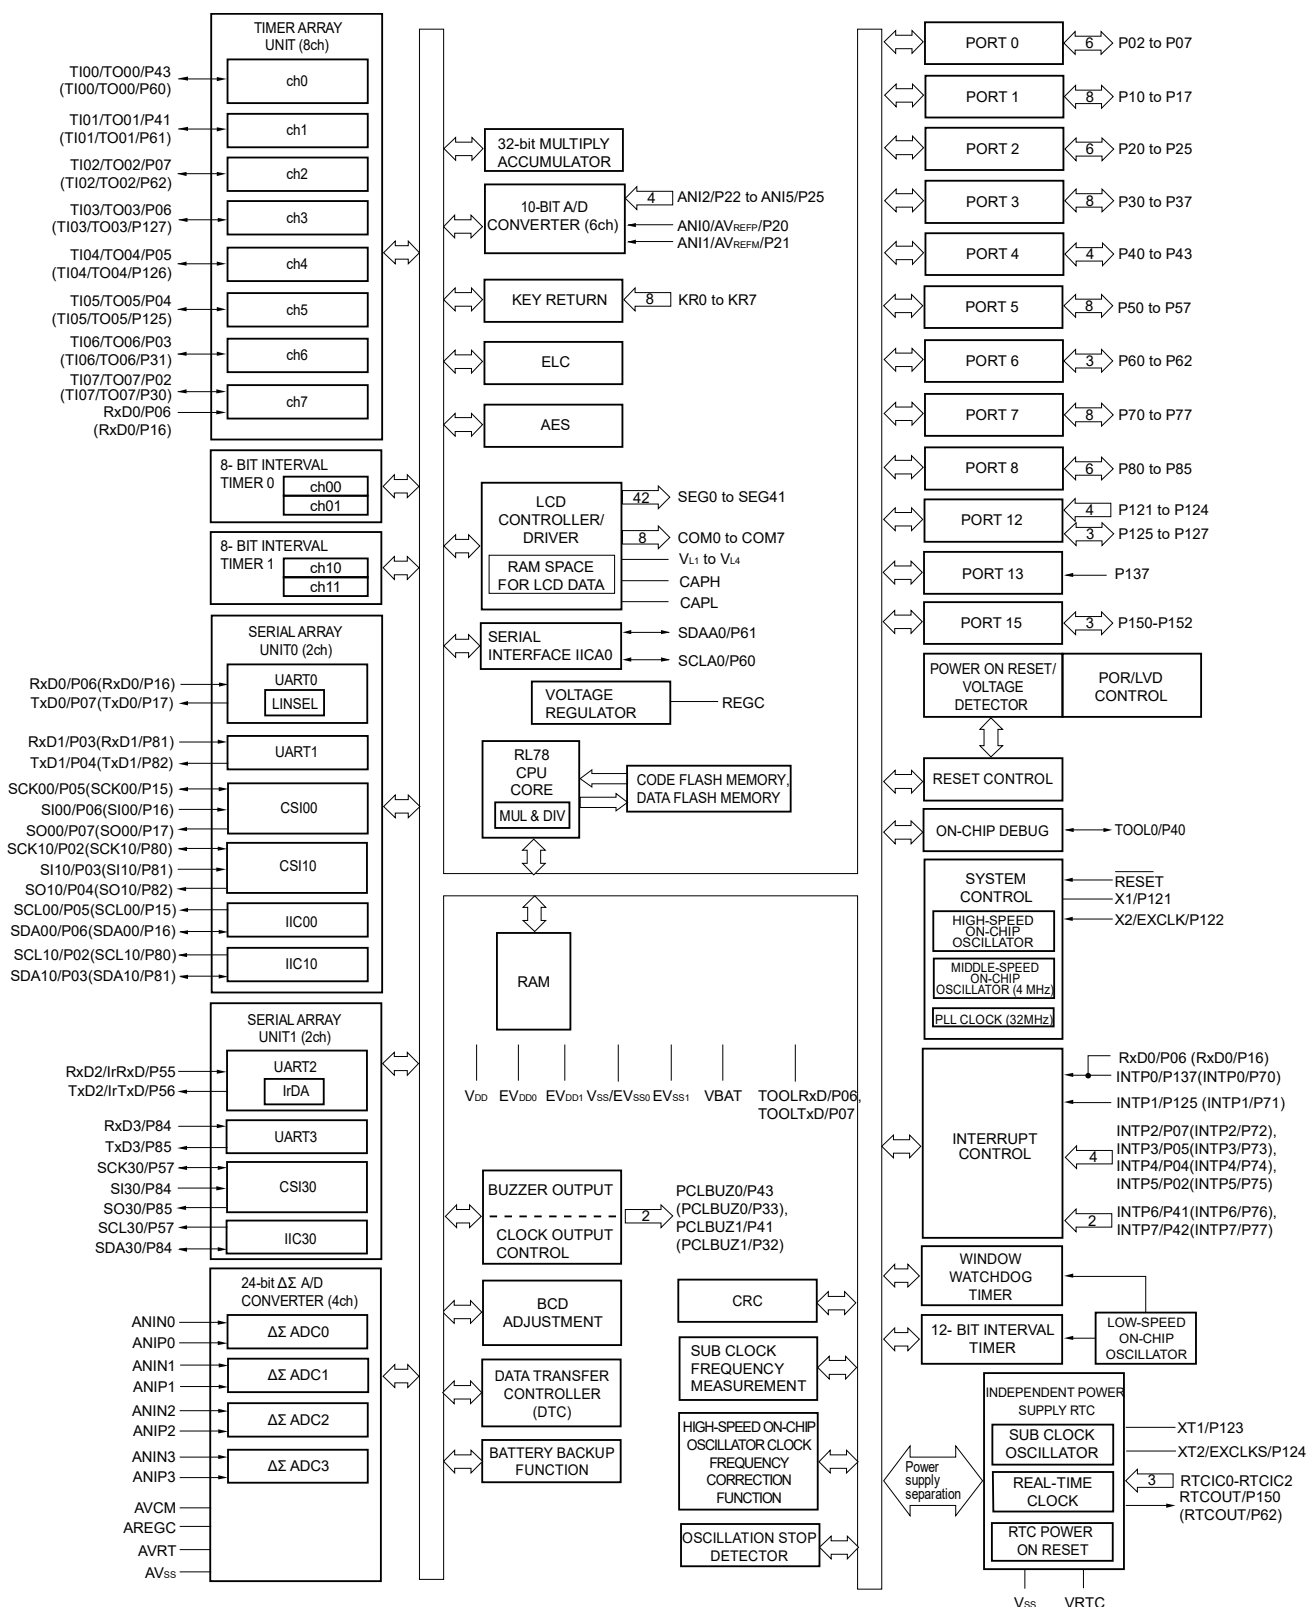 TIMER ARRAY
UNIT (8ch)
TI00/TO00/P43
(TI00/TO00/P60)
ch0
TI01/TO01/P41
(TI01/TO01/P61)
ch1
TI02/TO02/P07
(TI02/TO02/P62)
ch2
TI03/TO03/P06
(TI03/TO03/P127)
ch3
TI04/TO04/P05
(TI04/TO04/P126)
ch4
TI05/TO05/P04
(TI05/TO05/P125)
ch5
TI06/TO06/P03
(TI06/TO06/P31)
ch6
TI07/TO07/P02
(TI07/TO07/P30)
RxD0/P06
(RxD0/P16)
ch7
8- BIT INTERVAL
TIMER 0
ch00
ch01
8- BIT INTERVAL
TIMER 1
ch10
ch11
SERIAL ARRAY
UNIT0 (2ch)
RxD0/P06(RxD0/P16)
TxD0/P07(TxD0/P17)
UART0
LINSEL
RxD1/P03(RxD1/P81)
TxD1/P04(TxD1/P82)
UART1
SCK00/P05(SCK00/P15)
SI00/P06(SI00/P16)
SO00/P07(SO00/P17)
CSI00
SCK10/P02(SCK10/P80)
SI10/P03(SI10/P81)
SO10/P04(SO10/P82)
CSI10
SCL00/P05(SCL00/P15)
SDA00/P06(SDA00/P16)
IIC00
SCL10/P02(SCL10/P80)
SDA10/P03(SDA10/P81)
IIC10
SERIAL ARRAY
UNIT1 (2ch)
RxD2/IrRxD/P55
TxD2/IrTxD/P56
UART2
IrDA
RxD3/P84
TxD3/P85
UART3
SCK30/P57
SI30/P84
SO30/P85
CSI30
SCL30/P57
SDA30/P84
IIC30
24-bit ΔΣ A/D
CONVERTER (4ch)
ANIN0
ANIP0
ΔΣ ADC0
ANIN1
ANIP1
ΔΣ ADC1
ANIN2
ANIP2
ΔΣ ADC2
ANIN3
ANIP3
ΔΣ ADC3
AVCM
AREGC
AVRT
AVSS
32-bit MULTIPLY
ACCUMULATOR
10-BIT A/D
CONVERTER (6ch)
4
ANI2/P22 to ANI5/P25
ANI0/AVREFP/P20
ANI1/AVREFM/P21
KEY RETURN
8
KR0 to KR7
ELC
AES
LCD
CONTROLLER/
DRIVER
RAM SPACE
FOR LCD DATA
42
SEG0 to SEG41
8
COM0 to COM7
VL1 to VL4
CAPH
CAPL
SERIAL
INTERFACE IICA0
SDAA0/P61
SCLA0/P60
VOLTAGE
REGULATOR
REGC
RL78
CPU
CORE
MUL & DIV
CODE FLASH MEMORY,
DATA FLASH MEMORY
RAM
VDD
EVDD0
EVDD1
VSS/EVSS0
EVSS1
VBAT
TOOLRxD/P06,
TOOLTxD/P07
BUZZER OUTPUT
CLOCK OUTPUT
CONTROL
2
PCLBUZ0/P43
(PCLBUZ0/P33),
PCLBUZ1/P41
(PCLBUZ1/P32)
BCD
ADJUSTMENT
DATA TRANSFER
CONTROLLER
(DTC)
BATTERY BACKUP
FUNCTION
CRC
SUB CLOCK
FREQUENCY
MEASUREMENT
HIGH-SPEED ON-CHIP
OSCILLATOR CLOCK
FREQUENCY
CORRECTION
FUNCTION
OSCILLATION STOP
DETECTOR
PORT 0
6
P02 to P07
PORT 1
8
P10 to P17
PORT 2
6
P20 to P25
PORT 3
8
P30 to P37
PORT 4
4
P40 to P43
PORT 5
8
P50 to P57
PORT 6
3
P60 to P62
PORT 7
8
P70 to P77
PORT 8
6
P80 to P85
PORT 12
4
P121 to P124
3
P125 to P127
PORT 13
P137
PORT 15
3
P150-P152
POWER ON RESET/
VOLTAGE
DETECTOR
POR/LVD
CONTROL
RESET CONTROL
ON-CHIP DEBUG
TOOL0/P40
SYSTEM
CONTROL
RESET
X1/P121
X2/EXCLK/P122
HIGH-SPEED
ON-CHIP
OSCILLATOR
MIDDLE-SPEED
ON-CHIP
OSCILLATOR (4 MHz)
PLL CLOCK (32MHz)
INTERRUPT
CONTROL
RxD0/P06 (RxD0/P16)
INTP0/P137(INTP0/P70)
INTP1/P125 (INTP1/P71)
4
INTP2/P07(INTP2/P72),
INTP3/P05(INTP3/P73),
INTP4/P04(INTP4/P74),
INTP5/P02(INTP5/P75)
2
INTP6/P41(INTP6/P76),
INTP7/P42(INTP7/P77)
WINDOW
WATCHDOG
TIMER
12- BIT INTERVAL
TIMER
LOW-SPEED
ON-CHIP
OSCILLATOR
Power
supply
separation
INDEPENDENT POWER
SUPPLY RTC
SUB CLOCK
OSCILLATOR
REAL-TIME
CLOCK
RTC POWER
ON RESET
XT1/P123
XT2/EXCLKS/P124
3
RTCIC0-RTCIC2
RTCOUT/P150
(RTCOUT/P62)
VSS
VRTC